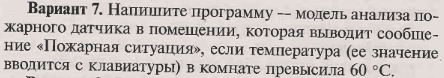 Вариант 7. Напишите программу — модель анализа по-
жарного датчика в помещении, которая выводит сообще-
ние «Пожарная ситуация», если температура (ее значение
вводится с клавиатуры) в комнате превысила 60 °С.